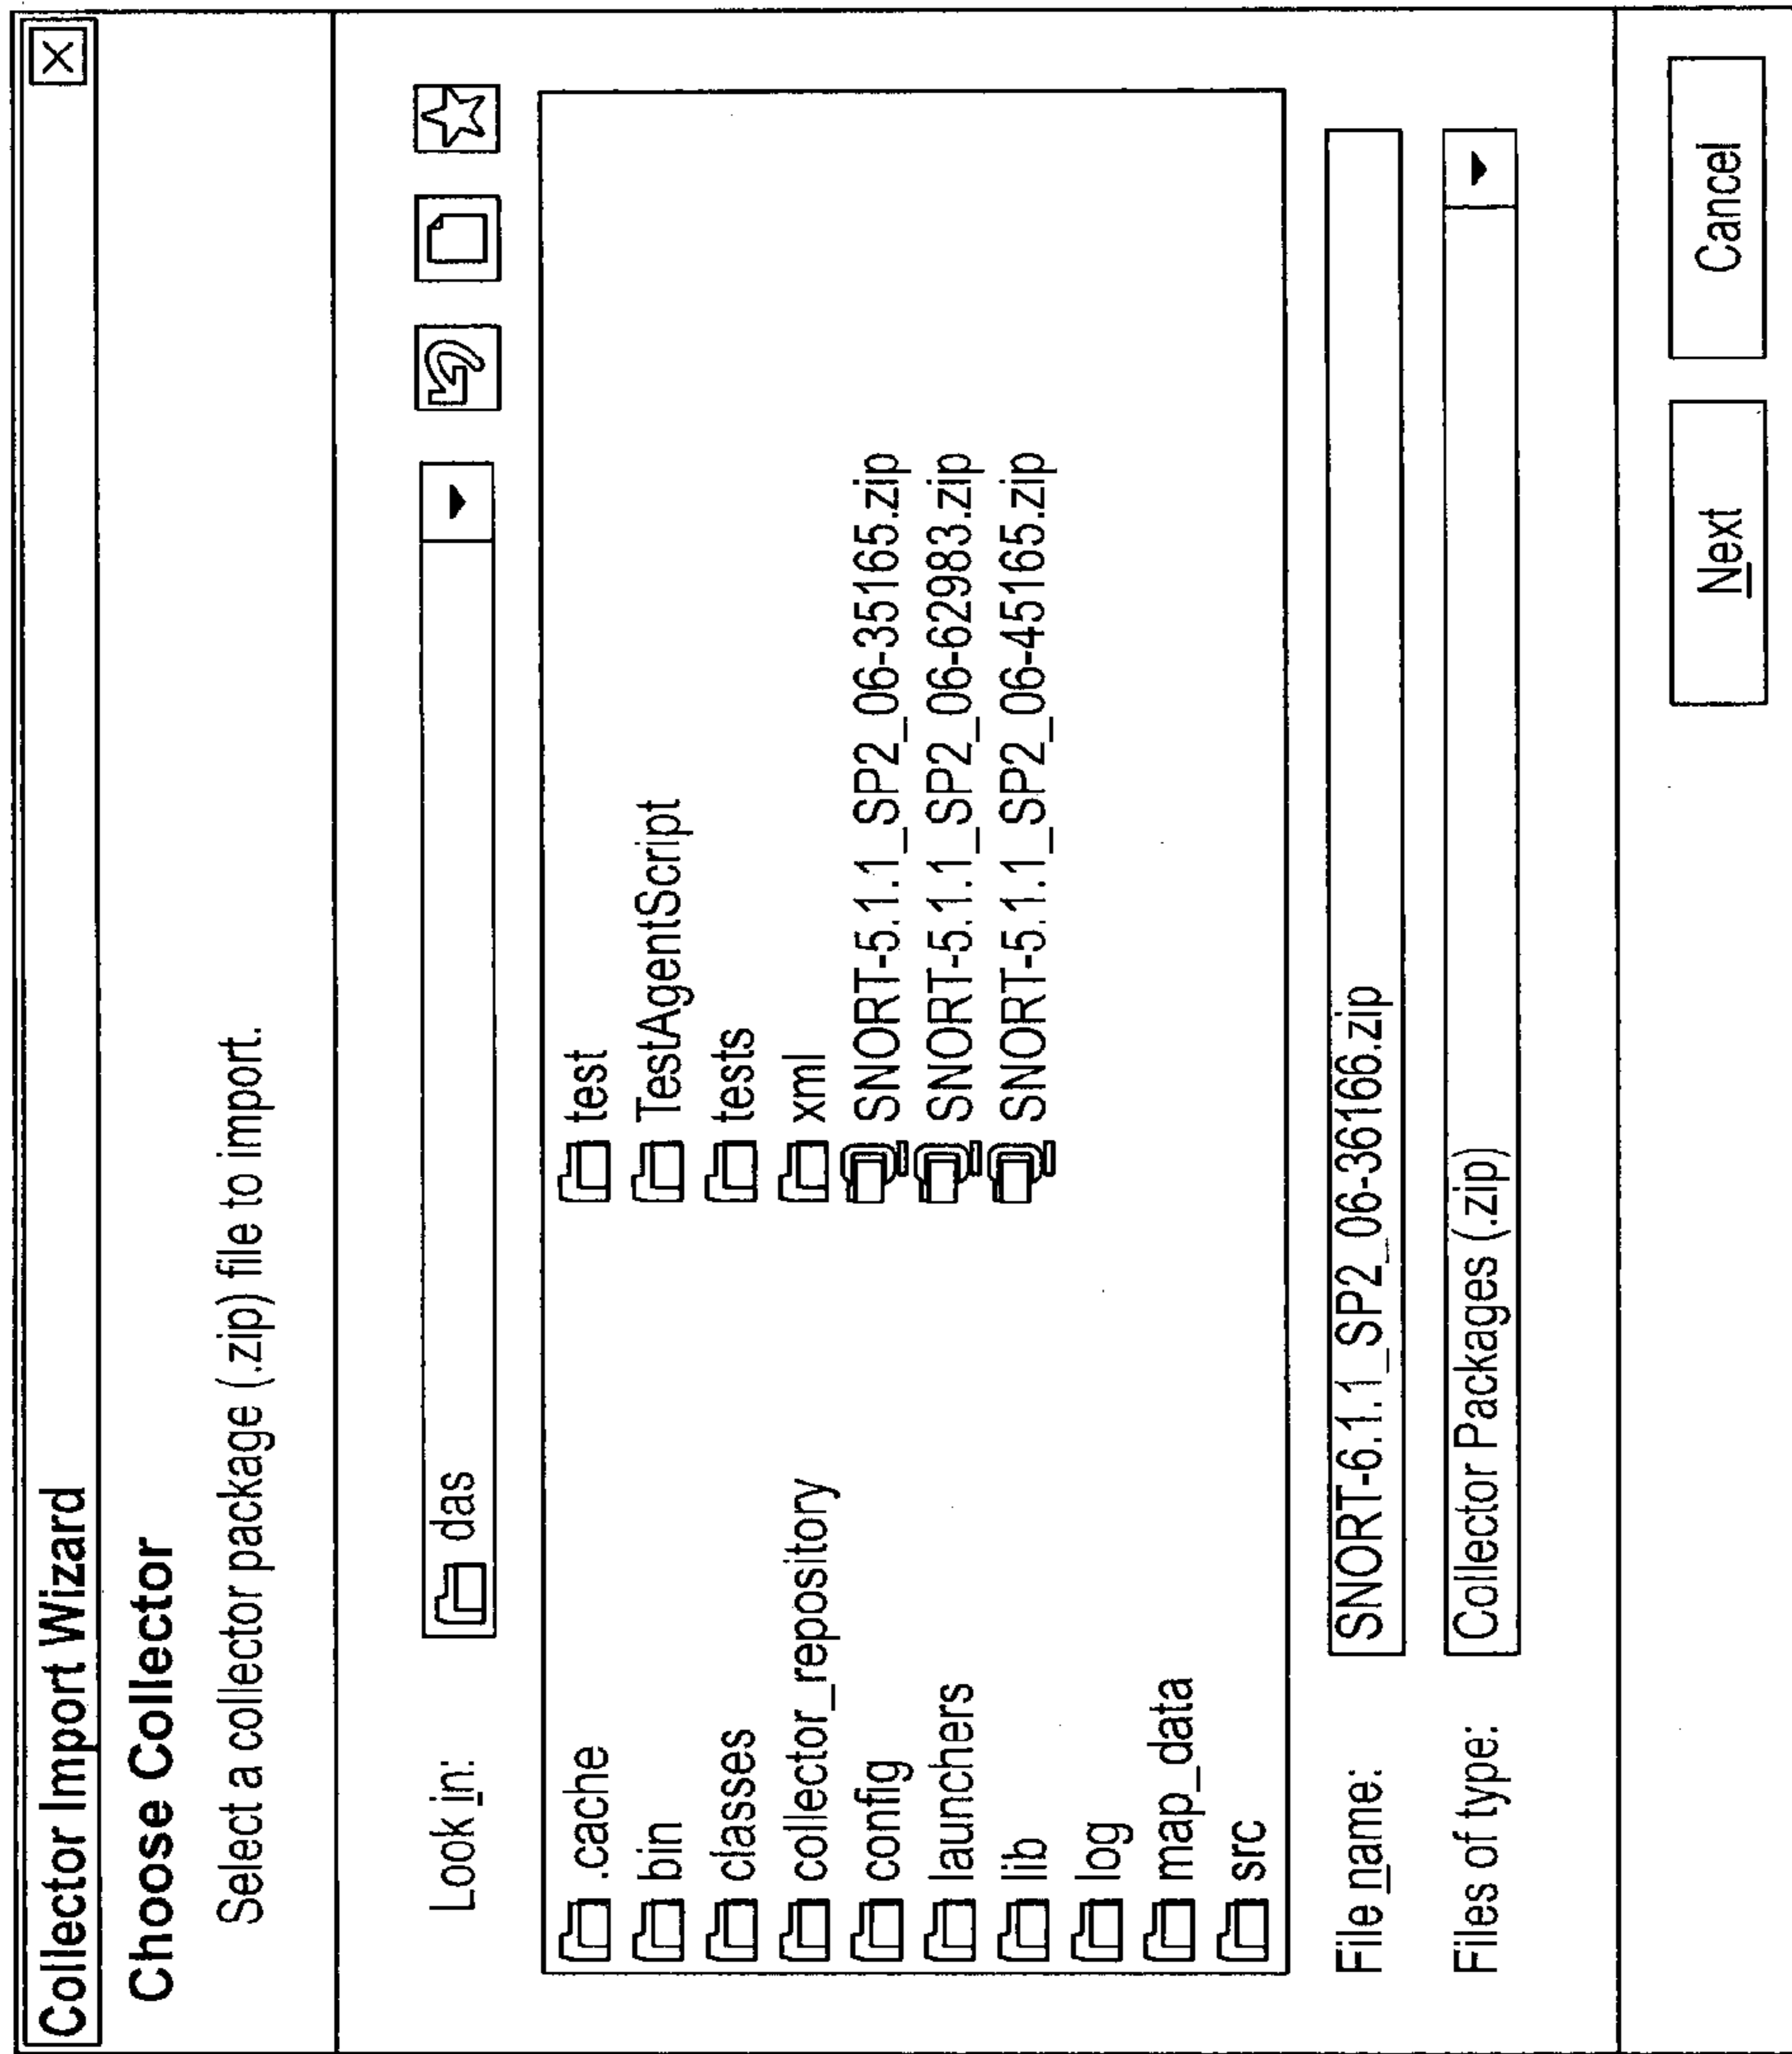 Collector Import Wizard
Choose Collector
Select a collector package (.zip) file to import.
Look in: das
.cache
bin
classes
collector_repository
config
launchers
lib
log
map_data
src
test
TestAgentScript
tests
xml
SNORT-5.1.1_SP2_06-35165.zip
SNORT-5.1.1_SP2_06-62983.zip
SNORT-5.1.1_SP2_06-45165.zip
File name: SNORT-6.1.1_SP2_06-36166.zip
Files of type: Collector Packages (.zip)
Next Cancel